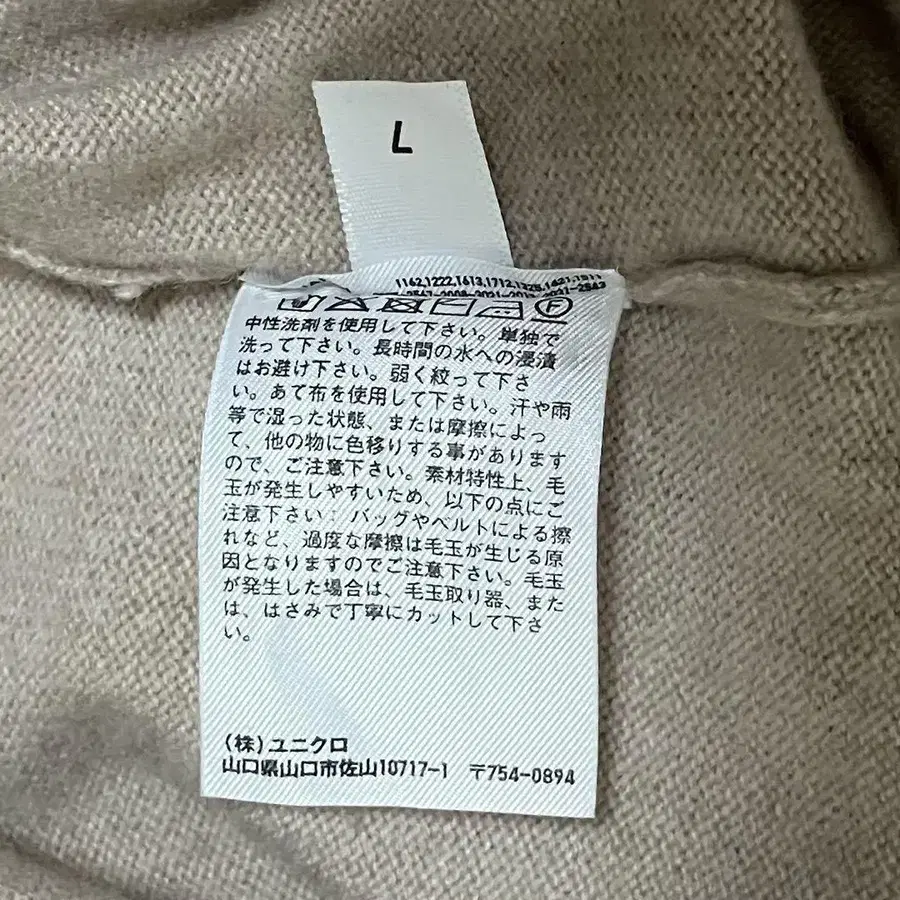 L
中性洗剤を使用して下さい。単独で
洗って下さい。長時間の水への浸漬
はお避け下さい。弱く絞って下さ
い。あて布を使用して下さい。汗や雨
等で湿った状態、または摩擦によっ
て、他の物に色移りする事があります
ので、ご注意下さい。素材特性上、毛
玉が発生しやすいため、以下の点にご
注意下さい: バッグやベルトによる擦
れなど、過度な摩擦は毛玉が生じる原
因となりますのでご注意下さい。毛玉
が発生した場合は、毛玉取り器、また
は、はさみで丁寧にカットして下さ
い。
(株)ユニクロ
山口県山口市佐山10717-1 〒754-0894